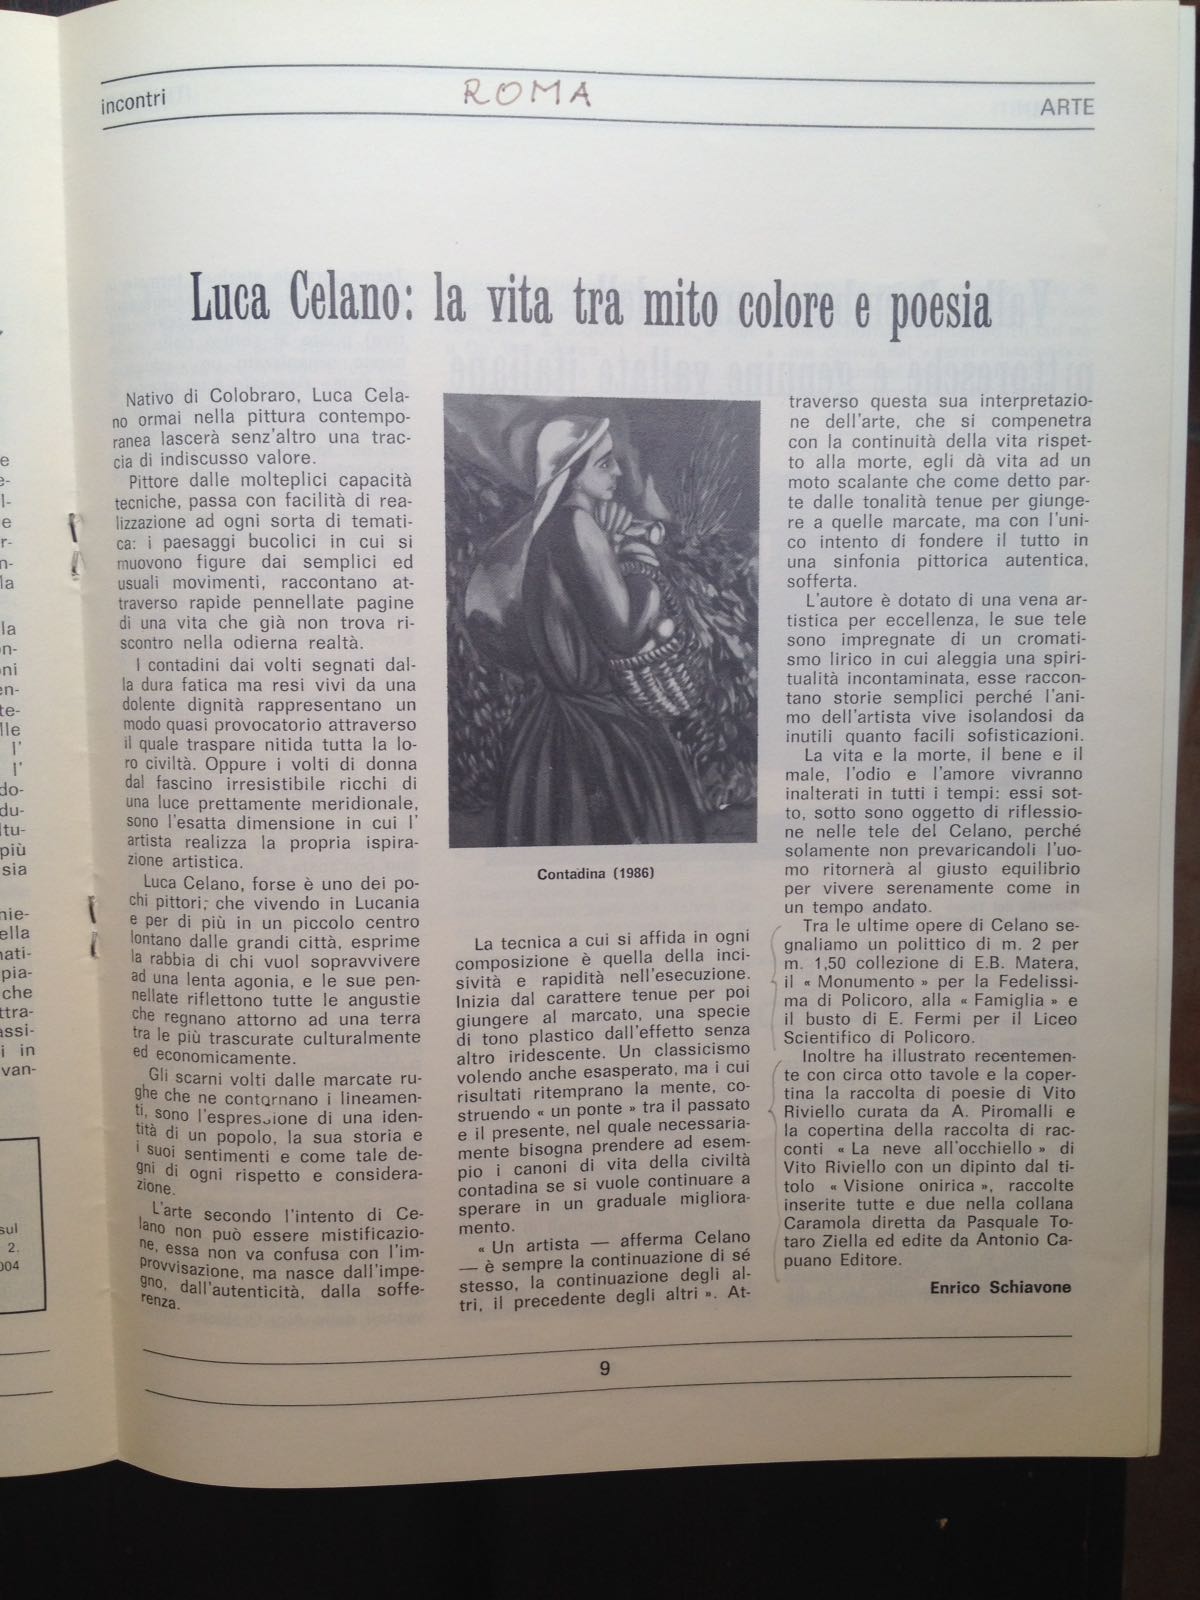 incontri
ROMA
ARTE
Luca Celano: la vita tra mito colore e poesia
Nativo di Colobraro, Luca Cela-
no ormai nella pittura contempo-
ranea lascerà senz'altro una trac-
cia di indiscusso valore.
Pittore dalle molteplici capacità
tecniche, passa con facilità di rea-
lizzazione ad ogni sorta di temati-
ca: i paesaggi bucolici in cui si
muovono figure dai semplici ed
usuali movimenti, raccontano at-
traverso rapide pennellate pagine
di una vita che già non trova ri-
scontro nella odierna realtà.
I contadini dai volti segnati dal-
la dura fatica ma resi vivi da una
dolente dignità rappresentano un
modo quasi provocatorio attraverso
il quale traspare nitida tutta la lo-
ro civiltà. Oppure i volti di donna
dal fascino irresistibile ricchi di
una luce prettamente meridionale,
sono l'esatta dimensione in cui l'
artista realizza la propria ispira-
zione artistica.
Luca Celano, forse è uno dei po-
chi pittori; che vivendo in Lucania
e per di più in un piccolo centro
lontano dalle grandi città, esprime
la rabbia di chi vuol sopravvivere
ad una lenta agonia, e le sue pen-
nellate riflettono tutte le angustie
che regnano attorno ad una terra
tra le più trascurate culturalmente
ed economicamente.
Gli scarni volti dalle marcate ru-
ghe che ne contornano i lineamen-
ti, sono l'espressione di una iden-
tità di un popolo, la sua storia e
i suoi sentimenti e come tale de-
gni di ogni rispetto e considera-
zione.
L'arte secondo l'intento di Ce-
lano non può essere mistificazio-
ne, essa non va confusa con l'im-
provvisazione, ma nasce dall'impe-
gno, dall'autenticità, dalla soffe-
renza.
Contadina (1986)
La tecnica a cui si affida in ogni
composizione è quella della inci-
sività e rapidità nell'esecuzione.
Inizia dal carattere tenue per poi
giungere al marcato, una specie
di tono plastico dall'effetto senza
altro iridescente. Un classicismo
volendo anche esasperato, ma i cui
risultati ritemprano la mente, co-
struendo « un ponte » tra il passato
e il presente, nel quale necessaria-
mente bisogna prendere ad esem-
pio i canoni di vita della civiltà
contadina se si vuole continuare a
sperare in un graduale migliora-
mento.
« Un artista — afferma Celano
— è sempre la continuazione di sé
stesso, la continuazione degli al-
tri, il precedente degli altri ». At-
traverso questa sua interpretazio-
ne dell'arte, che si compenetra
con la continuità della vita rispet-
to alla morte, egli dà vita ad un
moto scalante che come detto par-
te dalle tonalità tenue per giunge-
re a quelle marcate, ma con l'uni-
co intento di fondere il tutto in
una sinfonia pittorica autentica,
sofferta.
L'autore è dotato di una vena ar-
tistica per eccellenza, le sue tele
sono impregnate di un cromati-
smo lirico in cui aleggia una spiri-
tualità incontaminata, esse raccon-
tano storie semplici perché l'ani-
mo dell'artista vive isolandosi da
inutili quanto facili sofisticazioni.
La vita e la morte, il bene e il
male, l'odio e l'amore vivranno
inalterati in tutti i tempi: essi sot-
to, sotto sono oggetto di riflessio-
ne nelle tele del Celano, perché
solamente non prevaricandoli l'uo-
mo ritornerà al giusto equilibrio
per vivere serenamente come in
un tempo andato.
Tra le ultime opere di Celano se-
gnaliamo un polittico di m. 2 per
m. 1,50 collezione di E.B. Matera,
il « Monumento » per la Fedelissi-
ma di Policoro, alla « Famiglia » e
il busto di E. Fermi per il Liceo
Scientifico di Policoro.
Inoltre ha illustrato recentemen-
te con circa otto tavole e la coper-
tina la raccolta di poesie di Vito
Riviello curata da A. Piromalli e
la copertina della raccolta di rac-
conti « La neve all'occhiello » di
Vito Riviello con un dipinto dal ti-
tolo « Visione onirica », raccolte
inserite tutte e due nella collana
Caramola diretta da Pasquale To-
taro Ziella ed edite da Antonio Ca-
puano Editore.
Enrico Schiavone
9